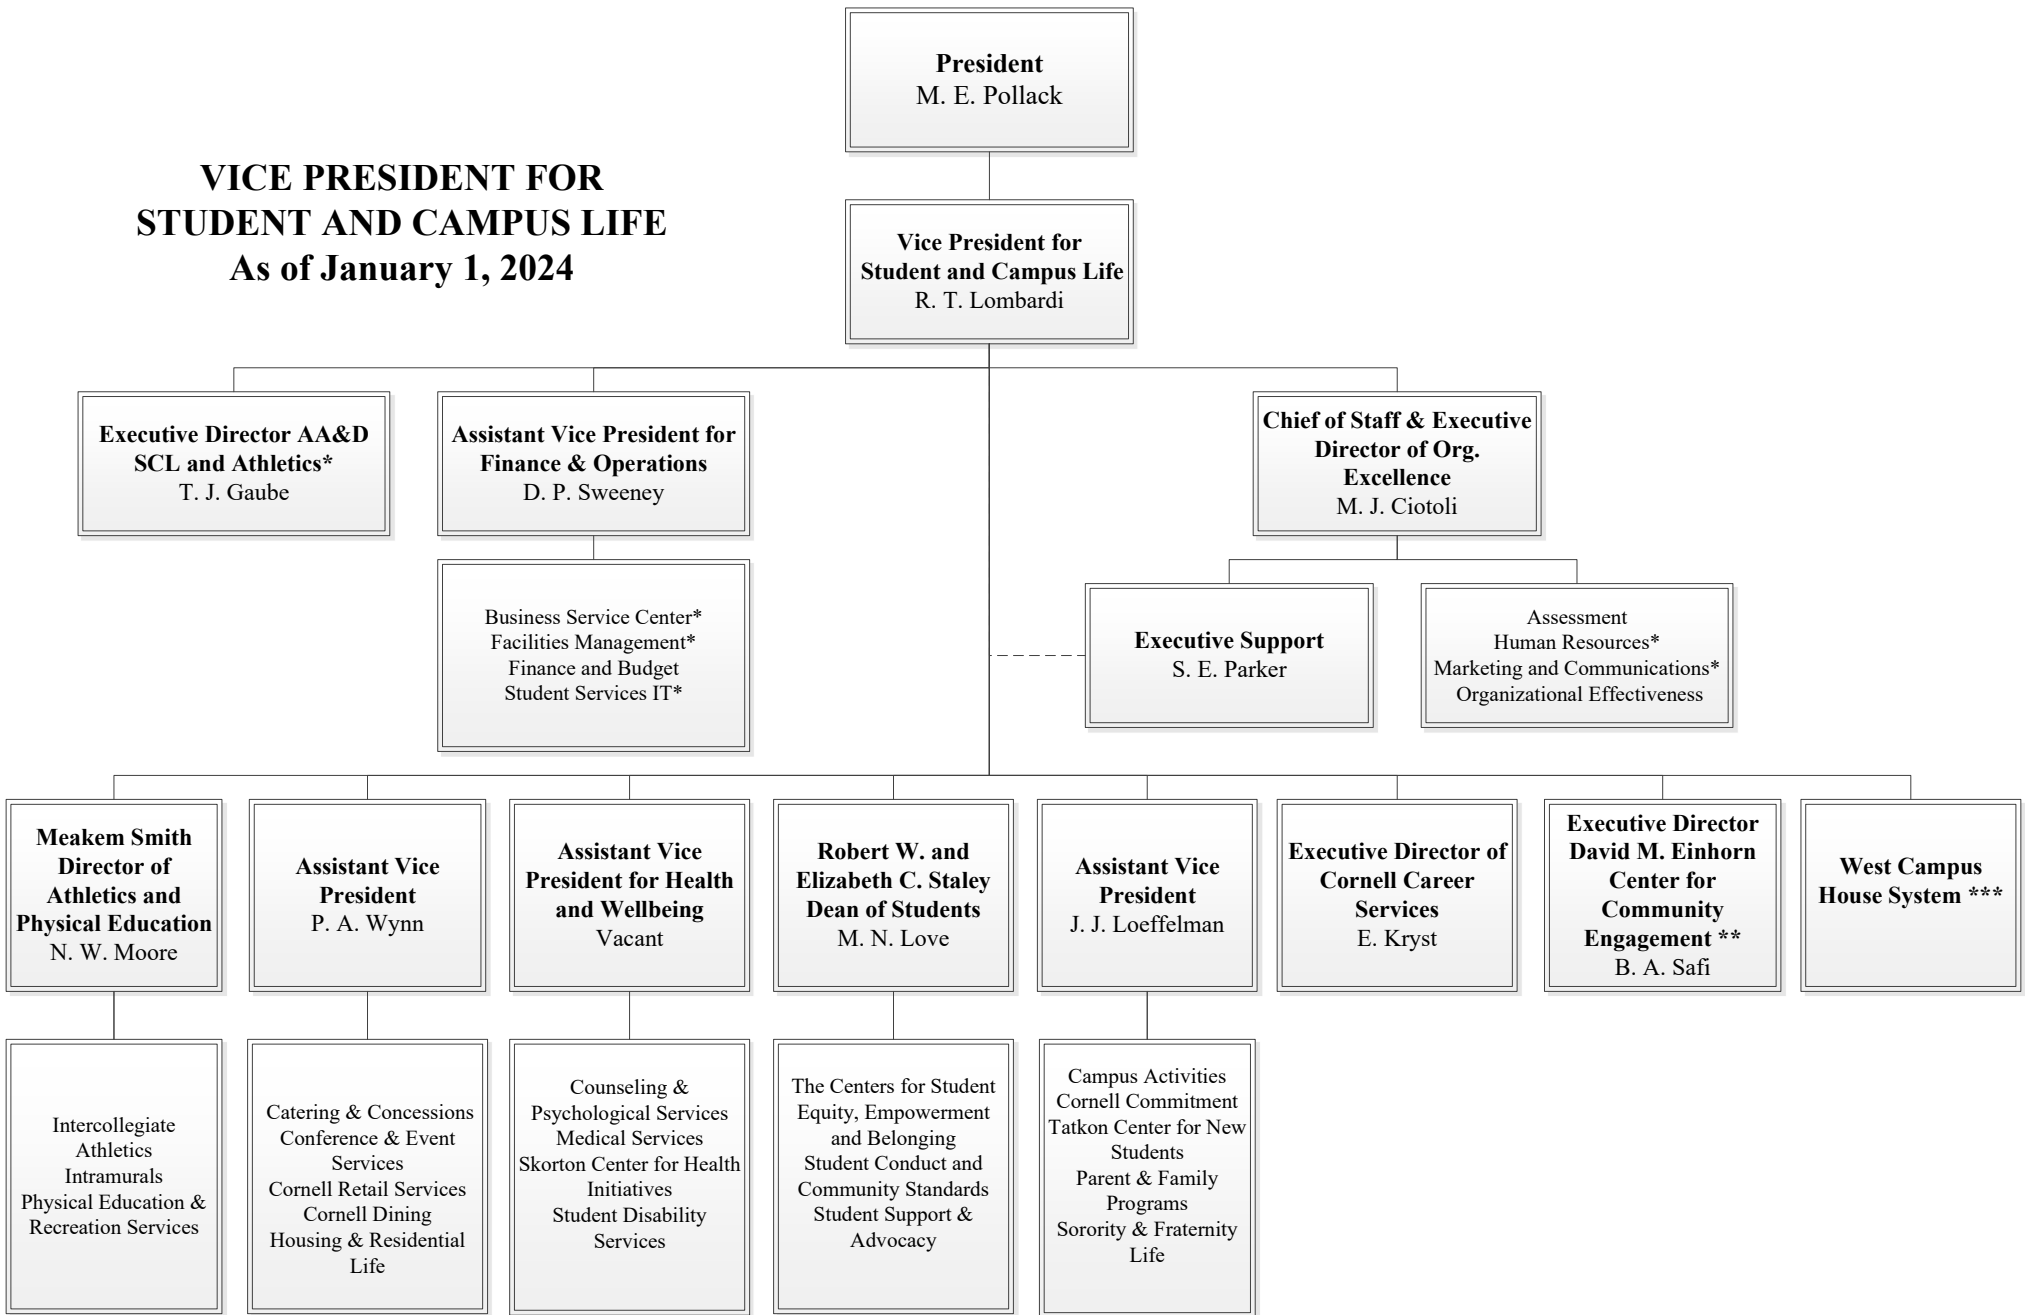 President
M. E. Pollack
VICE PRESIDENT FOR
STUDENT AND CAMPUS LIFE
As of January 1, 2024
Vice President for
Student and Campus Life
R. T. Lombardi
Executive Director AA&D
SCL and Athletics*
T. J. Gaube
Assistant Vice President for
Finance & Operations
D. P. Sweeney
Chief of Staff & Executive
Director of Org.
Excellence
M. J. Ciotoli
Business Service Center*
Facilities Management*
Finance and Budget
Student Services IT*
Executive Support
S. E. Parker
Assessment
Human Resources*
Marketing and Communications*
Organizational Effectiveness
Meakem Smith
Director of
Athletics and
Physical Education
N. W. Moore
Assistant Vice
President
P. A. Wynn
Assistant Vice
President for Health
and Wellbeing
Vacant
Robert W. and
Elizabeth C. Staley
Dean of Students
M. N. Love
Assistant Vice
President
J. J. Loeffelman
Executive Director of
Cornell Career
Services
E. Kryst
Executive Director
David M. Einhorn
Center for
Community
Engagement **
B. A. Safi
West Campus
House System ***
Intercollegiate
Athletics
Intramurals
Physical Education &
Recreation Services
Catering & Concessions
Conference & Event
Services
Cornell Retail Services
Cornell Dining
Housing & Residential
Life
Counseling &
Psychological Services
Medical Services
Skorton Center for Health
Initiatives
Student Disability
Services
The Centers for Student
Equity, Empowerment
and Belonging
Student Conduct and
Community Standards
Student Support &
Advocacy
Campus Activities
Cornell Commitment
Tatkon Center for New
Students
Parent & Family
Programs
Sorority & Fraternity
Life